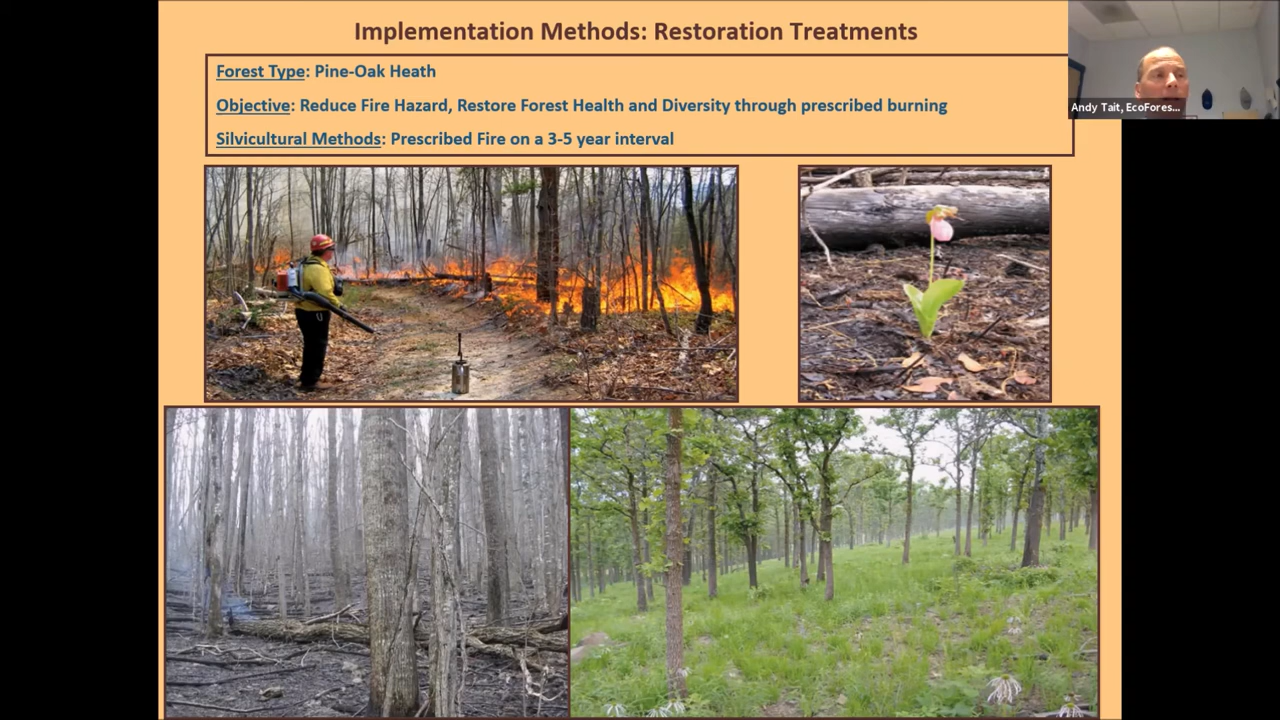 Implementation Methods: Restoration Treatments
Forest Type: Pine-Oak Heath
Objective: Reduce Fire Hazard, Restore Forest Health and Diversity through prescribed burning
Silvicultural Methods: Prescribed Fire on a 3-5 year interval
Andy Tait, EcoFores...